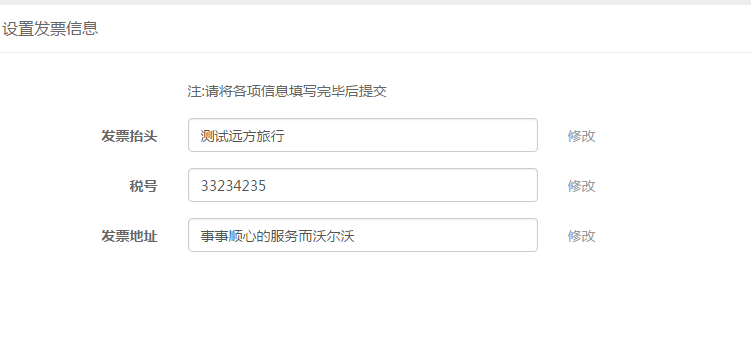 设置发票信息
注:请将各项信息填写完毕后提交
发票抬头 测试远方旅行 修改
税号 33234235 修改
发票地址 事事顺心的服务而沃尔沃 修改